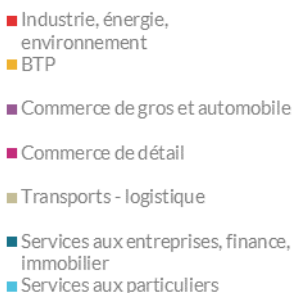 Industrie, énergie,
environnement
BTP
Commerce de gros et automobile
Commerce de détail
Transports - logistique
Services aux entreprises, finance,
immobilier
Services aux particuliers